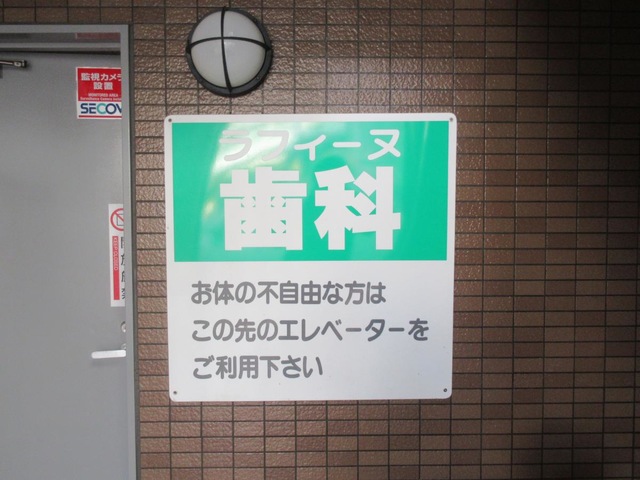 監視カメラ
設置
SECO
ラフィーヌ
歯科
お体の不自由な方は
この先のエレベーターを
ご利用下さい